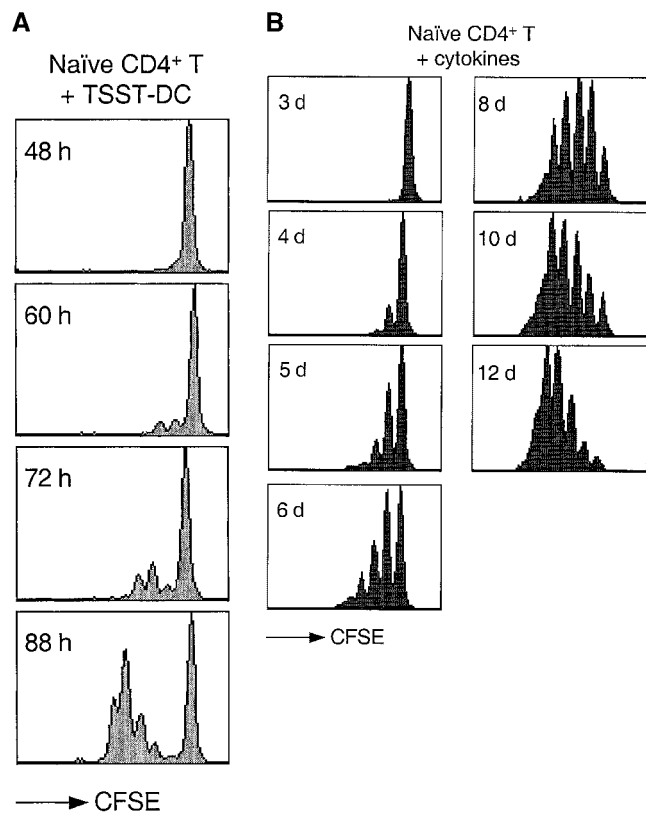 A
Naïve CD4⁺ T
+ TSST-DC
48 h
60 h
72 h
88 h
CFSE
B
Naïve CD4⁺ T
+ cytokines
3 d
4 d
5 d
6 d
8 d
10 d
12 d
CFSE